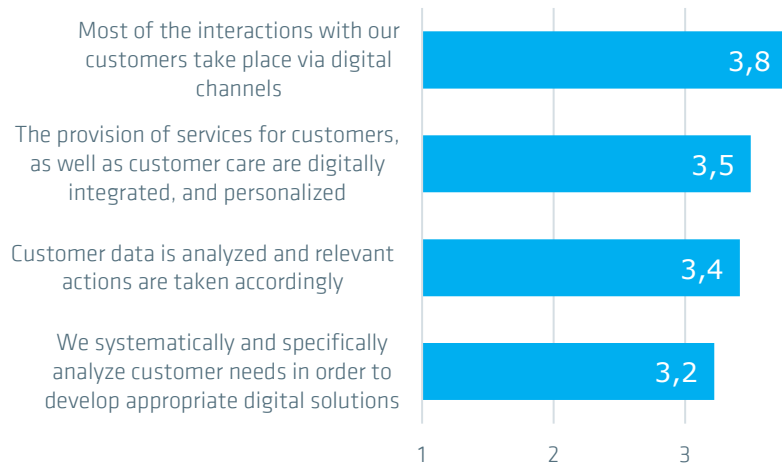 Most of the interactions with our
customers take place via digital
channels
3,8
The provision of services for customers,
as well as customer care are digitally
integrated, and personalized
3,5
Customer data is analyzed and relevant
actions are taken accordingly
3,4
We systematically and specifically
analyze customer needs in order to
develop appropriate digital solutions
3,2
1 2 3